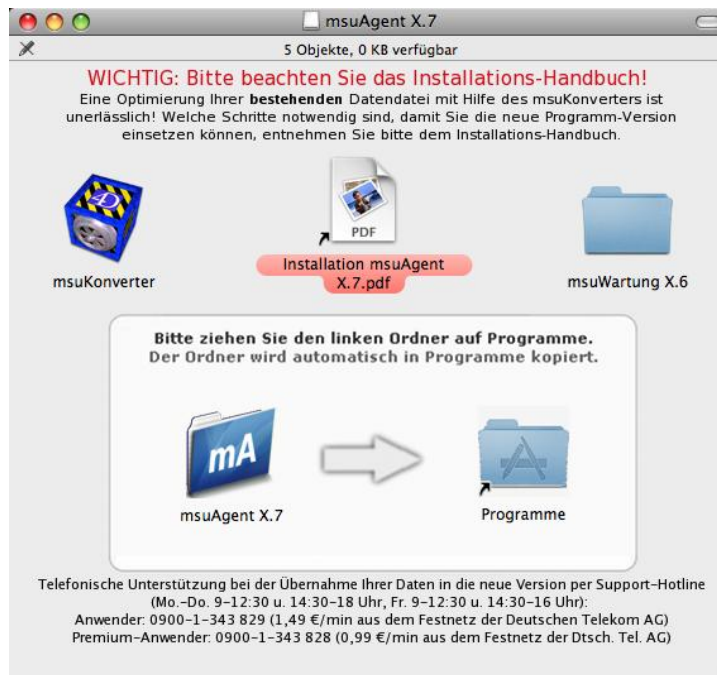 msuAgent X.7
5 Objekte, 0 KB verfügbar
WICHTIG: Bitte beachten Sie das Installations-Handbuch!
Eine Optimierung Ihrer bestehenden Datendatei mit Hilfe des msuKonverters ist
unerlässlich! Welche Schritte notwendig sind, damit Sie die neue Programm-Version
einsetzen können, entnehmen Sie bitte dem Installations-Handbuch.
4D
PDF
msuKonverter
Installation msuAgent
X.7.pdf
msuWartung X.6
Bitte ziehen Sie den linken Ordner auf Programme.
Der Ordner wird automatisch in Programme kopiert.
mA
msuAgent X.7
Programme
Telefonische Unterstützung bei der Übernahme Ihrer Daten in die neue Version per Support-Hotline
(Mo.-Do. 9-12:30 u. 14:30-18 Uhr, Fr. 9-12:30 u. 14:30-16 Uhr):
Anwender: 0900-1-343 829 (1,49 €/min aus dem Festnetz der Deutschen Telekom AG)
Premium-Anwender: 0900-1-343 828 (0,99 €/min aus dem Festnetz der Dtsch. Tel. AG)